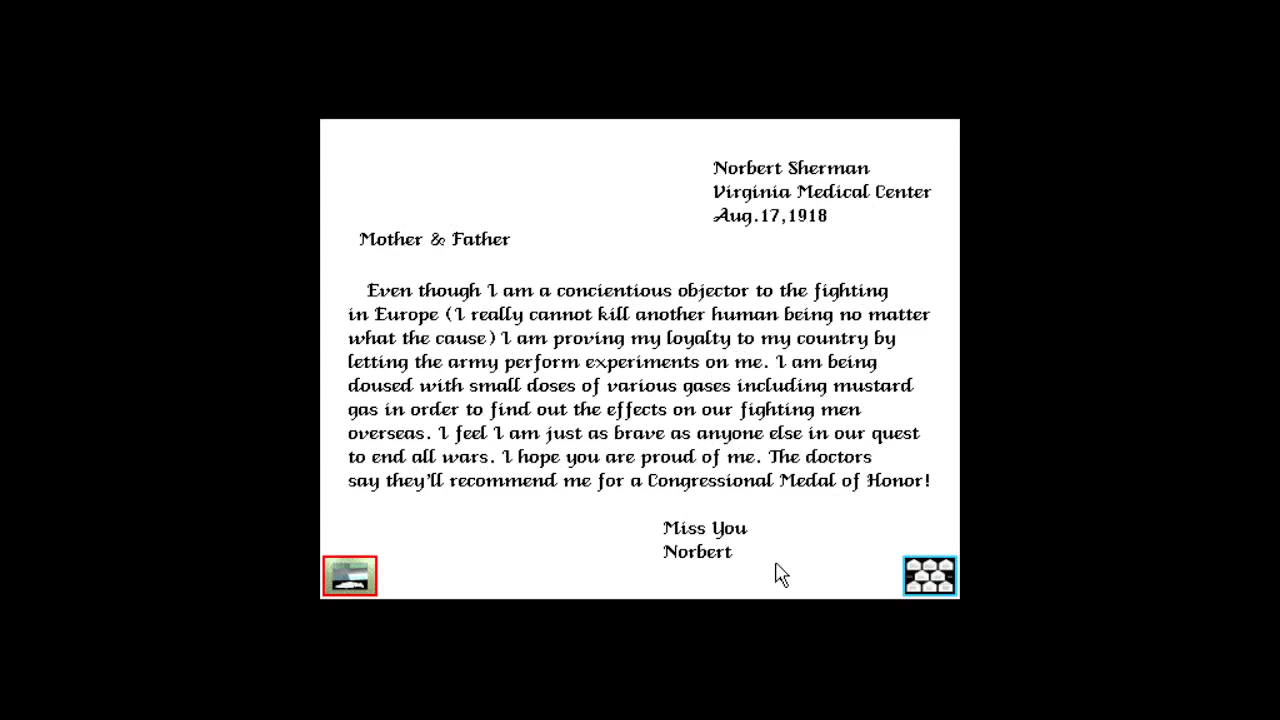 Norbert Sherman
Virginia Medical Center
Aug.17,1918
Mother & Father
Even though I am a concientious objector to the fighting
in Europe (I really cannot kill another human being no matter
what the cause) I am proving my loyalty to my country by
letting the army perform experiments on me. I am being
doused with small doses of various gases including mustard
gas in order to find out the effects on our fighting men
overseas. I feel I am just as brave as anyone else in our quest
to end all wars. I hope you are proud of me. The doctors
say they'll recommend me for a Congressional Medal of Honor!
Miss You
Norbert